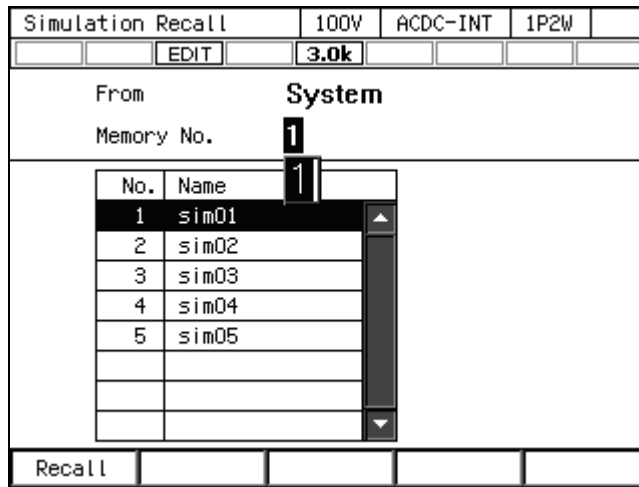 Simulation Recall 100V ACDC-INT 1P2W
EDIT 3.0k
From System
Memory No. 1
1
No. Name
1 sim01
2 sim02
3 sim03
4 sim04
5 sim05
Recall